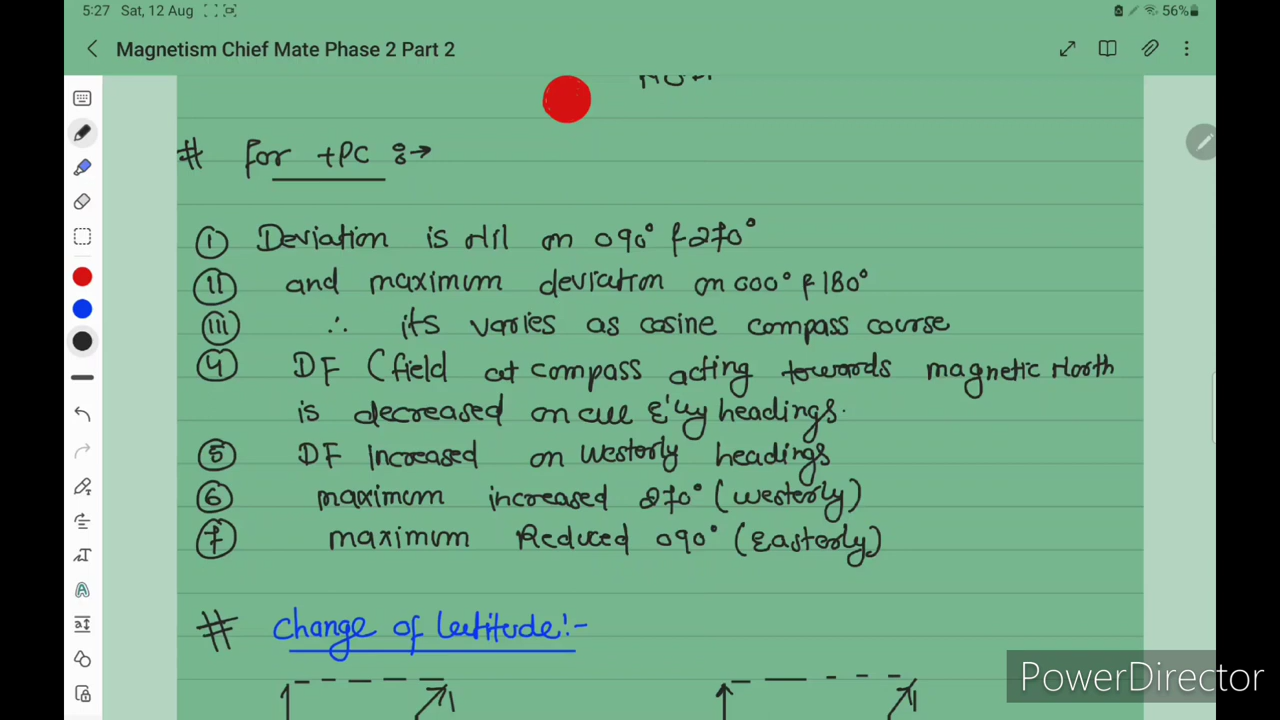 5:27 Sat, 12 Aug 56%
Magnetism Chief Mate Phase 2 Part 2
# for +PC :→
① Deviation is Nil on 090° & 270°
② and maximum deviation on 000° & 180°
③ ∴ its varies as cosine compass course
④ DF (field at compass acting towards magnetic North
is decreased on all E'ly headings.
⑤ DF Increased on Westerly headings
⑥ maximum increased 270° (Westerly)
⑦ maximum Reduced 090° (Easterly)
# Change of Latitude!-
PowerDirector